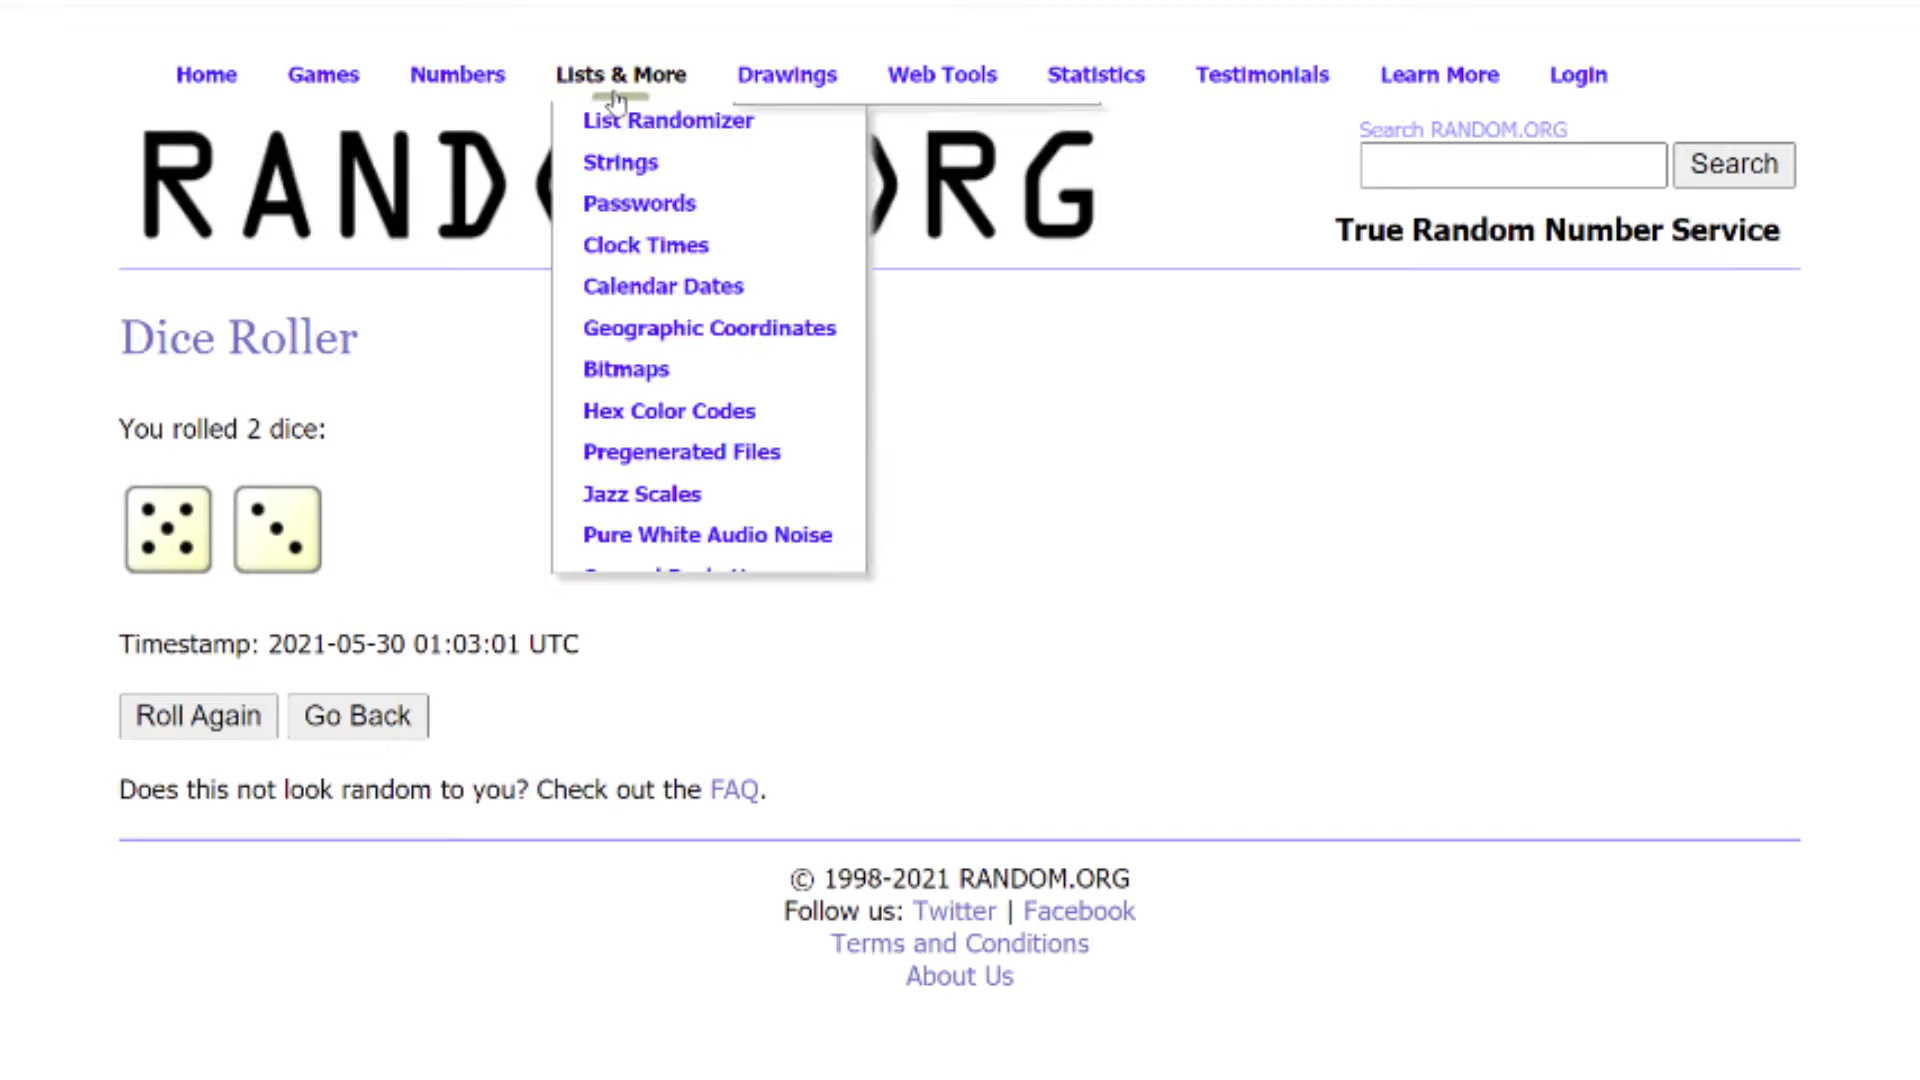 Home Games Numbers Lists & More Drawings Web Tools Statistics Testimonials Learn More Login
List Randomizer
Strings
Passwords
Clock Times
Calendar Dates
Geographic Coordinates
Bitmaps
Hex Color Codes
Pregenerated Files
Jazz Scales
Pure White Audio Noise
RAND RG
Search RANDOM.ORG
Search
True Random Number Service
Dice Roller
You rolled 2 dice:
Timestamp: 2021-05-30 01:03:01 UTC
Roll Again Go Back
Does this not look random to you? Check out the FAQ.
© 1998-2021 RANDOM.ORG
Follow us: Twitter | Facebook
Terms and Conditions
About Us